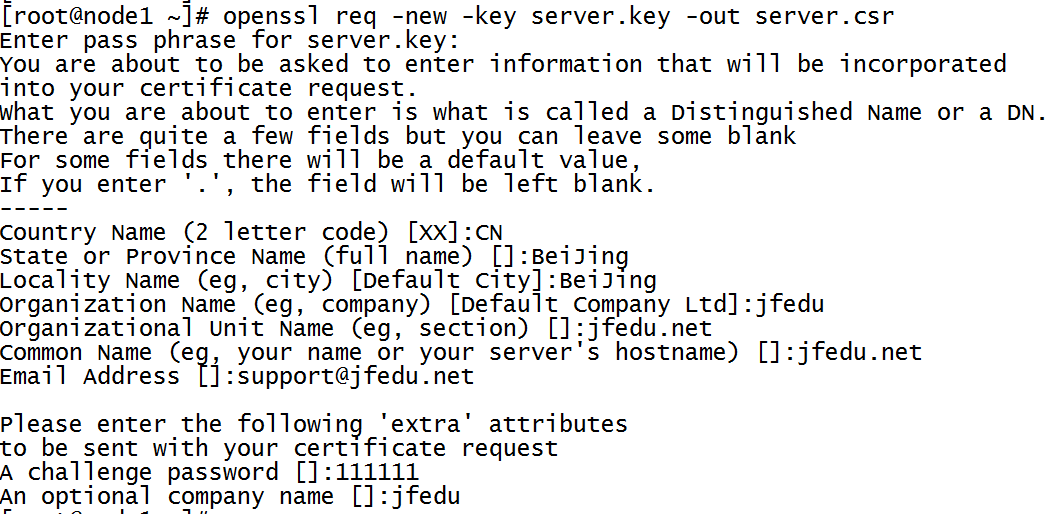 [root@node1 ~]# openssl req -new -key server.key -out server.csr
Enter pass phrase for server.key:
You are about to be asked to enter information that will be incorporated
into your certificate request.
What you are about to enter is what is called a Distinguished Name or a DN.
There are quite a few fields but you can leave some blank
For some fields there will be a default value,
If you enter '.', the field will be left blank.
-----
Country Name (2 letter code) [XX]:CN
State or Province Name (full name) []:BeiJing
Locality Name (eg, city) [Default City]:BeiJing
Organization Name (eg, company) [Default Company Ltd]:jfedu
Organizational Unit Name (eg, section) []:jfedu.net
Common Name (eg, your name or your server's hostname) []:jfedu.net
Email Address []:support@jfedu.net
Please enter the following 'extra' attributes
to be sent with your certificate request
A challenge password []:111111
An optional company name []:jfedu